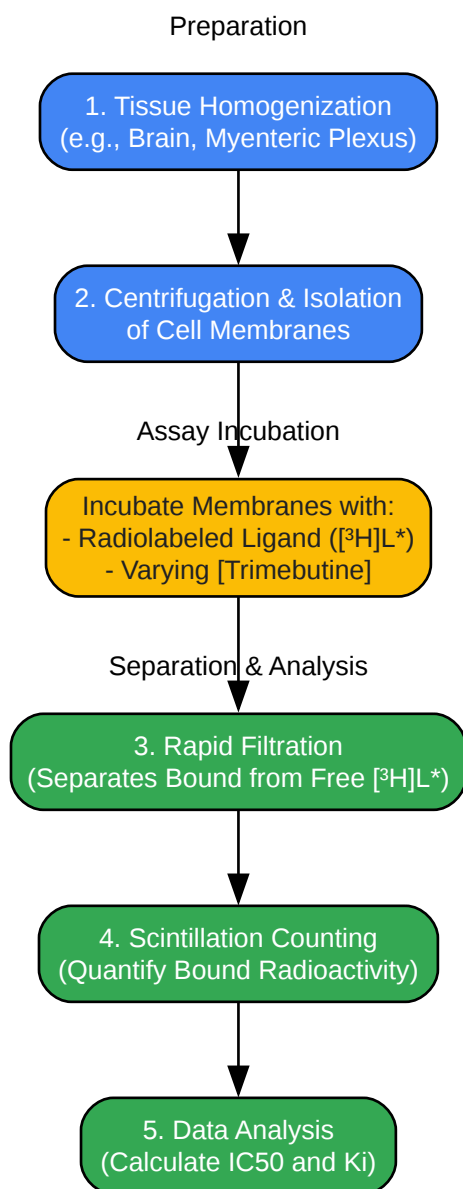 Preparation
1. Tissue Homogenization
(e.g., Brain, Myenteric Plexus)
2. Centrifugation & Isolation
of Cell Membranes
Assay Incubation
Incubate Membranes with:
- Radiolabeled Ligand ([³H]L*)
- Varying [Trimebutine]
Separation & Analysis
3. Rapid Filtration
(Separates Bound from Free [³H]L*)
4. Scintillation Counting
(Quantify Bound Radioactivity)
5. Data Analysis
(Calculate IC50 and Ki)